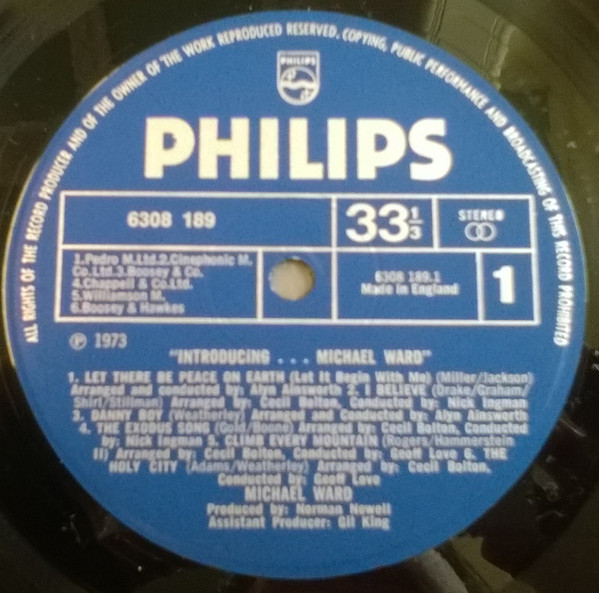 ALL RIGHTS OF THE RECORD PRODUCER AND OF THE OWNER OF THE WORK REPRODUCED RESERVED. COPYING, PUBLIC PERFORMANCE AND BROADCASTING OF THIS RECORD PROHIBITED
PHILIPS
PHILIPS
6308 189
33⅓
STEREO
1.Pedro M.Ltd.2.Cinephonic M.
Co.Ltd.3.Boosey & Co.
4.Chappell & Co.Ltd.
5.Williamson M.
6.Boosey & Hawkes
6308 189.1
Made in England
1
Ⓟ 1973
"INTRODUCING . . . MICHAEL WARD"
1. LET THERE BE PEACE ON EARTH (Let It Begin With Me) (Miller/Jackson)
Arranged and conducted by: Alyn Ainsworth 2. I BELIEVE (Drake/Graham/
Shirl/Stillman) Arranged by: Cecil Bolton, Conducted by: Nick Ingman
3. DANNY BOY (Weatherley) Arranged and Conducted by: Alyn Ainsworth
4. THE EXODUS SONG (Gold/Boone) Arranged by: Cecil Bolton, Conducted
by: Nick Ingman 5. CLIMB EVERY MOUNTAIN (Rogers/Hammerstein
II) Arranged by: Cecil Bolton, Conducted by: Geoff Love 6. THE
HOLY CITY (Adams/Weatherley) Arranged by: Cecil Bolton,
Conducted by: Geoff Love
MICHAEL WARD
Produced by: Norman Newell
Assistant Producer: Gil King